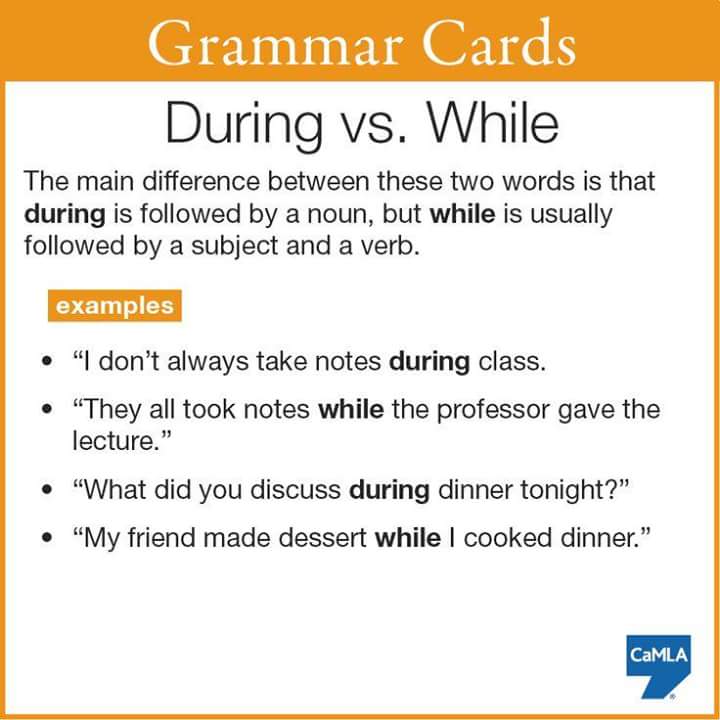 Grammar Cards
During vs. While
The main difference between these two words is that
during is followed by a noun, but while is usually
followed by a subject and a verb.
examples
• “I don’t always take notes during class.
• “They all took notes while the professor gave the
lecture.”
• “What did you discuss during dinner tonight?”
• “My friend made dessert while I cooked dinner.”
CaMLA
®